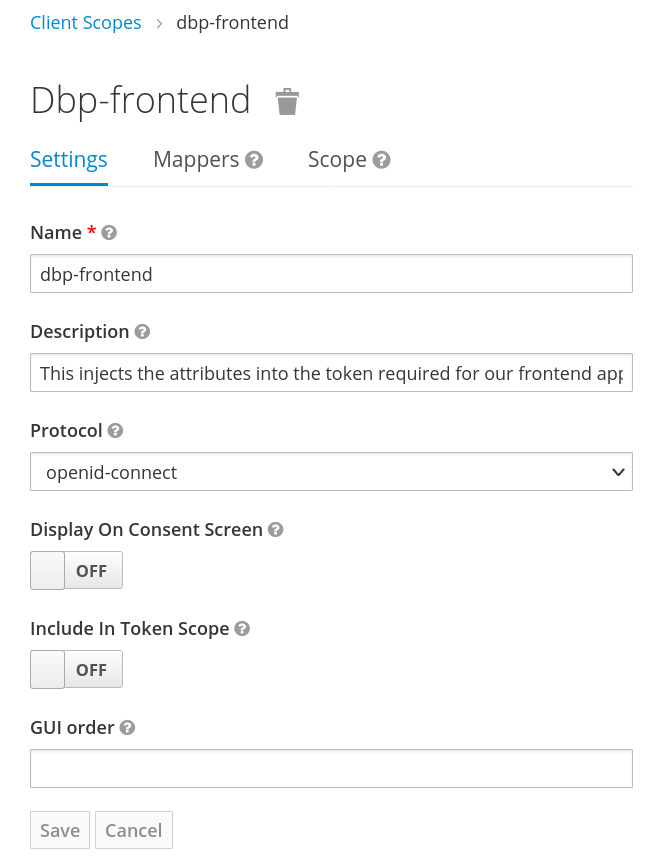 Client Scopes > dbp-frontend
Dbp-frontend
Settings Mappers ? Scope ?
Name * ?
dbp-frontend
Description ?
This injects the attributes into the token required for our frontend app
Protocol ?
openid-connect
Display On Consent Screen ?
OFF
Include In Token Scope ?
OFF
GUI order ?
Save Cancel